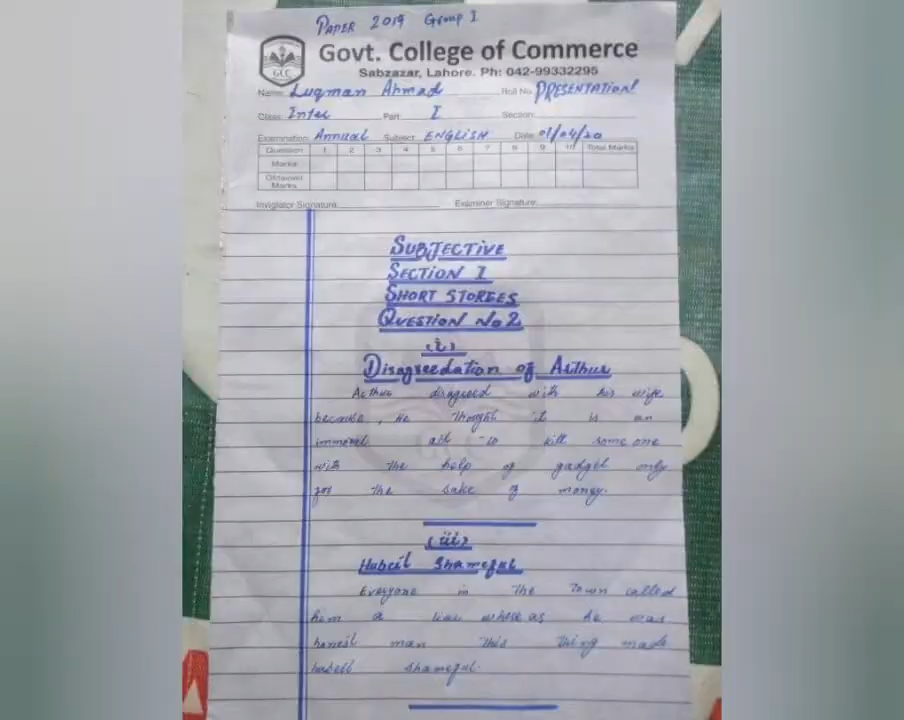 PAPER 2019 Group I
Govt. College of Commerce
GCC
Sabzazar, Lahore. Ph: 042-99332295
Name: Luqman Ahmad Roll No. PRESENTATION
Class: Inter Part: I Section:
Examination: Annual Subject: ENGLISH Date: 01/04/20
Question 1 2 3 4 5 6 7 8 9 10 Total Marks
Marks
Obtained Marks
Invigilator Signature: Examiner Signature:
SUBJECTIVE
SECTION I
SHORT STORIES
QUESTION No 2
(i)
Disagreedation of Arthur
Arthur disagreed with his wife
because, He thought it is an
immoral act to kill some one
with the help of gadget only
for the sake of money.
(iii)
Hubert Shameful
Everyone in the Town called
him a liar whereas he was
honest man this thing made
hubert shameful.